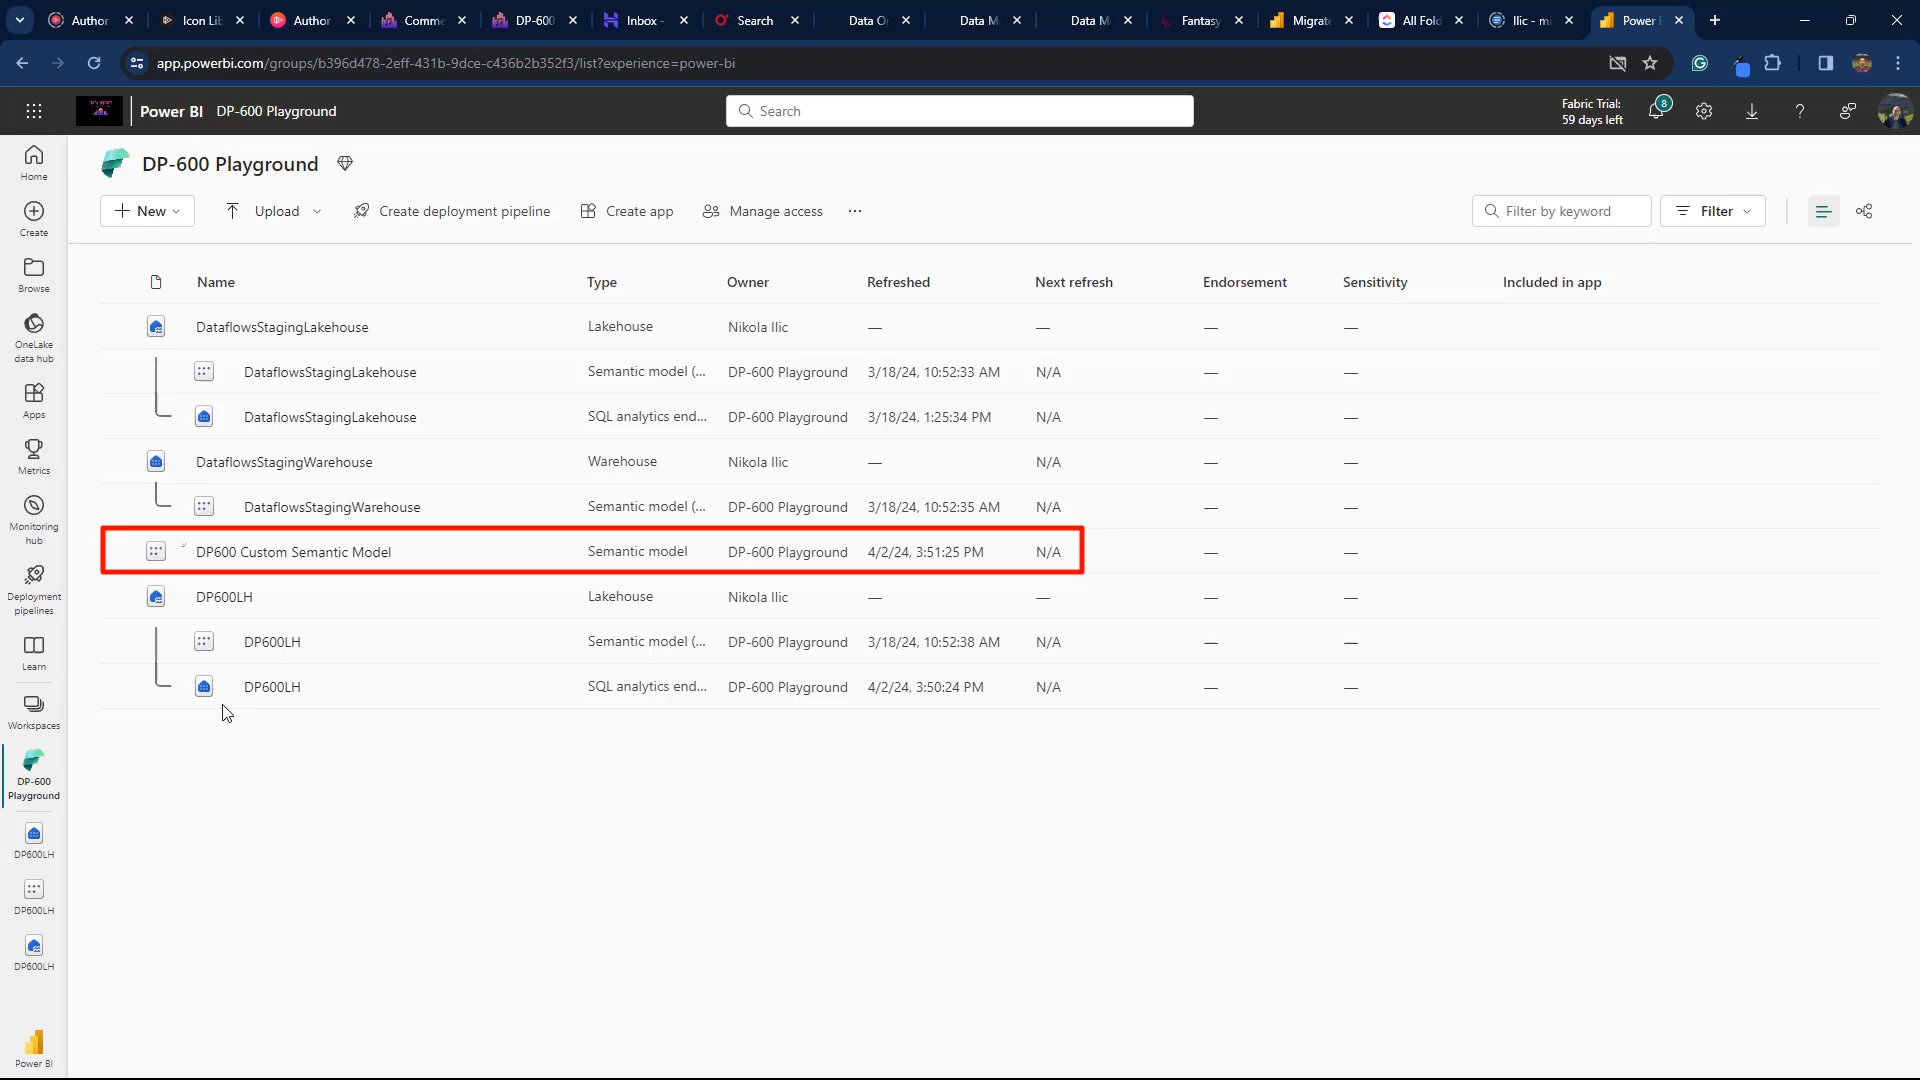 Author
Icon Lib
Author
Comme
DP-600
Inbox -
Search
Data Or
Data M
Data M
Fantasy
Migrate
All Fold
Ilic - mi
Power
app.powerbi.com/groups/b396d478-2eff-431b-9dce-c436b2b352f3/list?experience=power-bi
Power BI DP-600 Playground
Search
Fabric Trial:
59 days left
8
Home
Create
Browse
OneLake
data hub
Apps
Metrics
Monitoring
hub
Deployment
pipelines
Learn
Workspaces
DP-600
Playground
DP600LH
DP600LH
DP600LH
Power BI
DP-600 Playground
New
Upload
Create deployment pipeline
Create app
Manage access
Filter by keyword
Filter
Name Type Owner Refreshed Next refresh Endorsement Sensitivity Included in app
DataflowsStagingLakehouse Lakehouse Nikola Ilic — — — —
DataflowsStagingLakehouse Semantic model (... DP-600 Playground 3/18/24, 10:52:33 AM N/A — —
DataflowsStagingLakehouse SQL analytics end... DP-600 Playground 3/18/24, 1:25:34 PM N/A — —
DataflowsStagingWarehouse Warehouse Nikola Ilic — N/A — —
DataflowsStagingWarehouse Semantic model (... DP-600 Playground 3/18/24, 10:52:35 AM N/A — —
DP600 Custom Semantic Model Semantic model DP-600 Playground 4/2/24, 3:51:25 PM N/A — —
DP600LH Lakehouse Nikola Ilic — — — —
DP600LH Semantic model (... DP-600 Playground 3/18/24, 10:52:38 AM N/A — —
DP600LH SQL analytics end... DP-600 Playground 4/2/24, 3:50:24 PM N/A — —